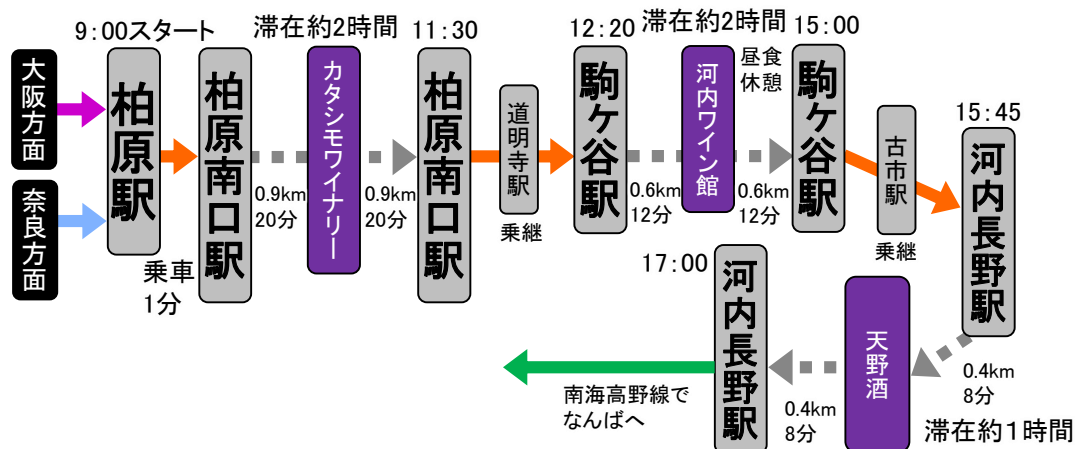 9:00スタート
大阪方面
奈良方面
柏原駅
乗車
1分
柏原南口駅
0.9km
20分
滞在約2時間
カタシモワイナリー
0.9km
20分
11:30
柏原南口駅
道明寺駅
乗継
12:20
駒ヶ谷駅
0.6km
12分
滞在約2時間
河内ワイン館
昼食
休憩
0.6km
12分
15:00
駒ヶ谷駅
古市駅
乗継
15:45
河内長野駅
0.4km
8分
天野酒
滞在約1時間
0.4km
8分
17:00
河内長野駅
南海高野線で
なんばへ